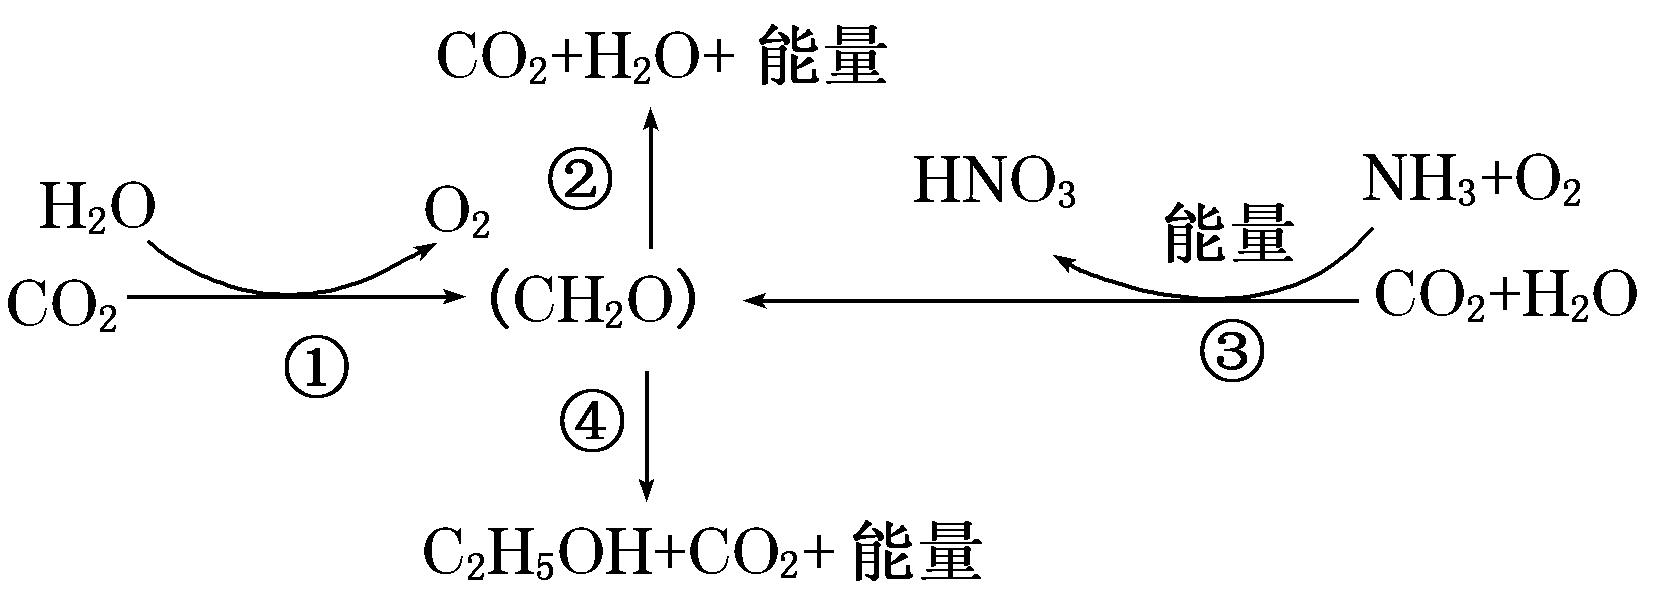 CO₂+H₂O+ 能量
②
HNO₃
NH₃+O₂
H₂O
O₂
能量
CO₂
(CH₂O)
CO₂+H₂O
①
③
④
C₂H₅OH+CO₂+ 能量